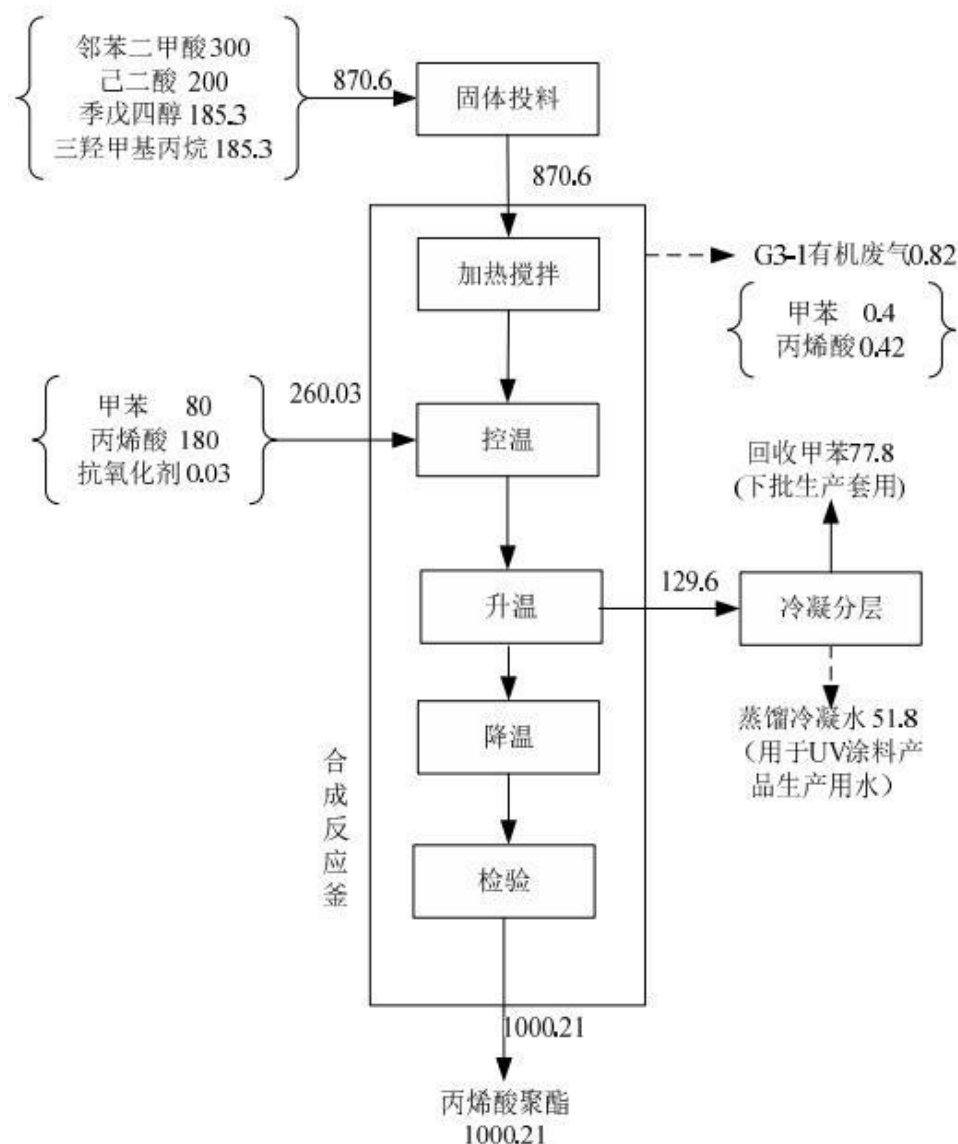 邻苯二甲酸300
己二酸 200
季戊四醇 185.3
三羟甲基丙烷 185.3
870.6
固体投料
870.6
加热搅拌
G3-1有机废气0.82
甲苯 0.4
丙烯酸 0.42
甲苯 80
丙烯酸 180
抗氧化剂 0.03
260.03
控温
回收甲苯77.8
(下批生产套用)
升温
129.6
冷凝分层
降温
蒸馏冷凝水 51.8
（用于UV涂料产
品生产用水）
合成反应釜
检验
1000.21
丙烯酸聚酯
1000.21